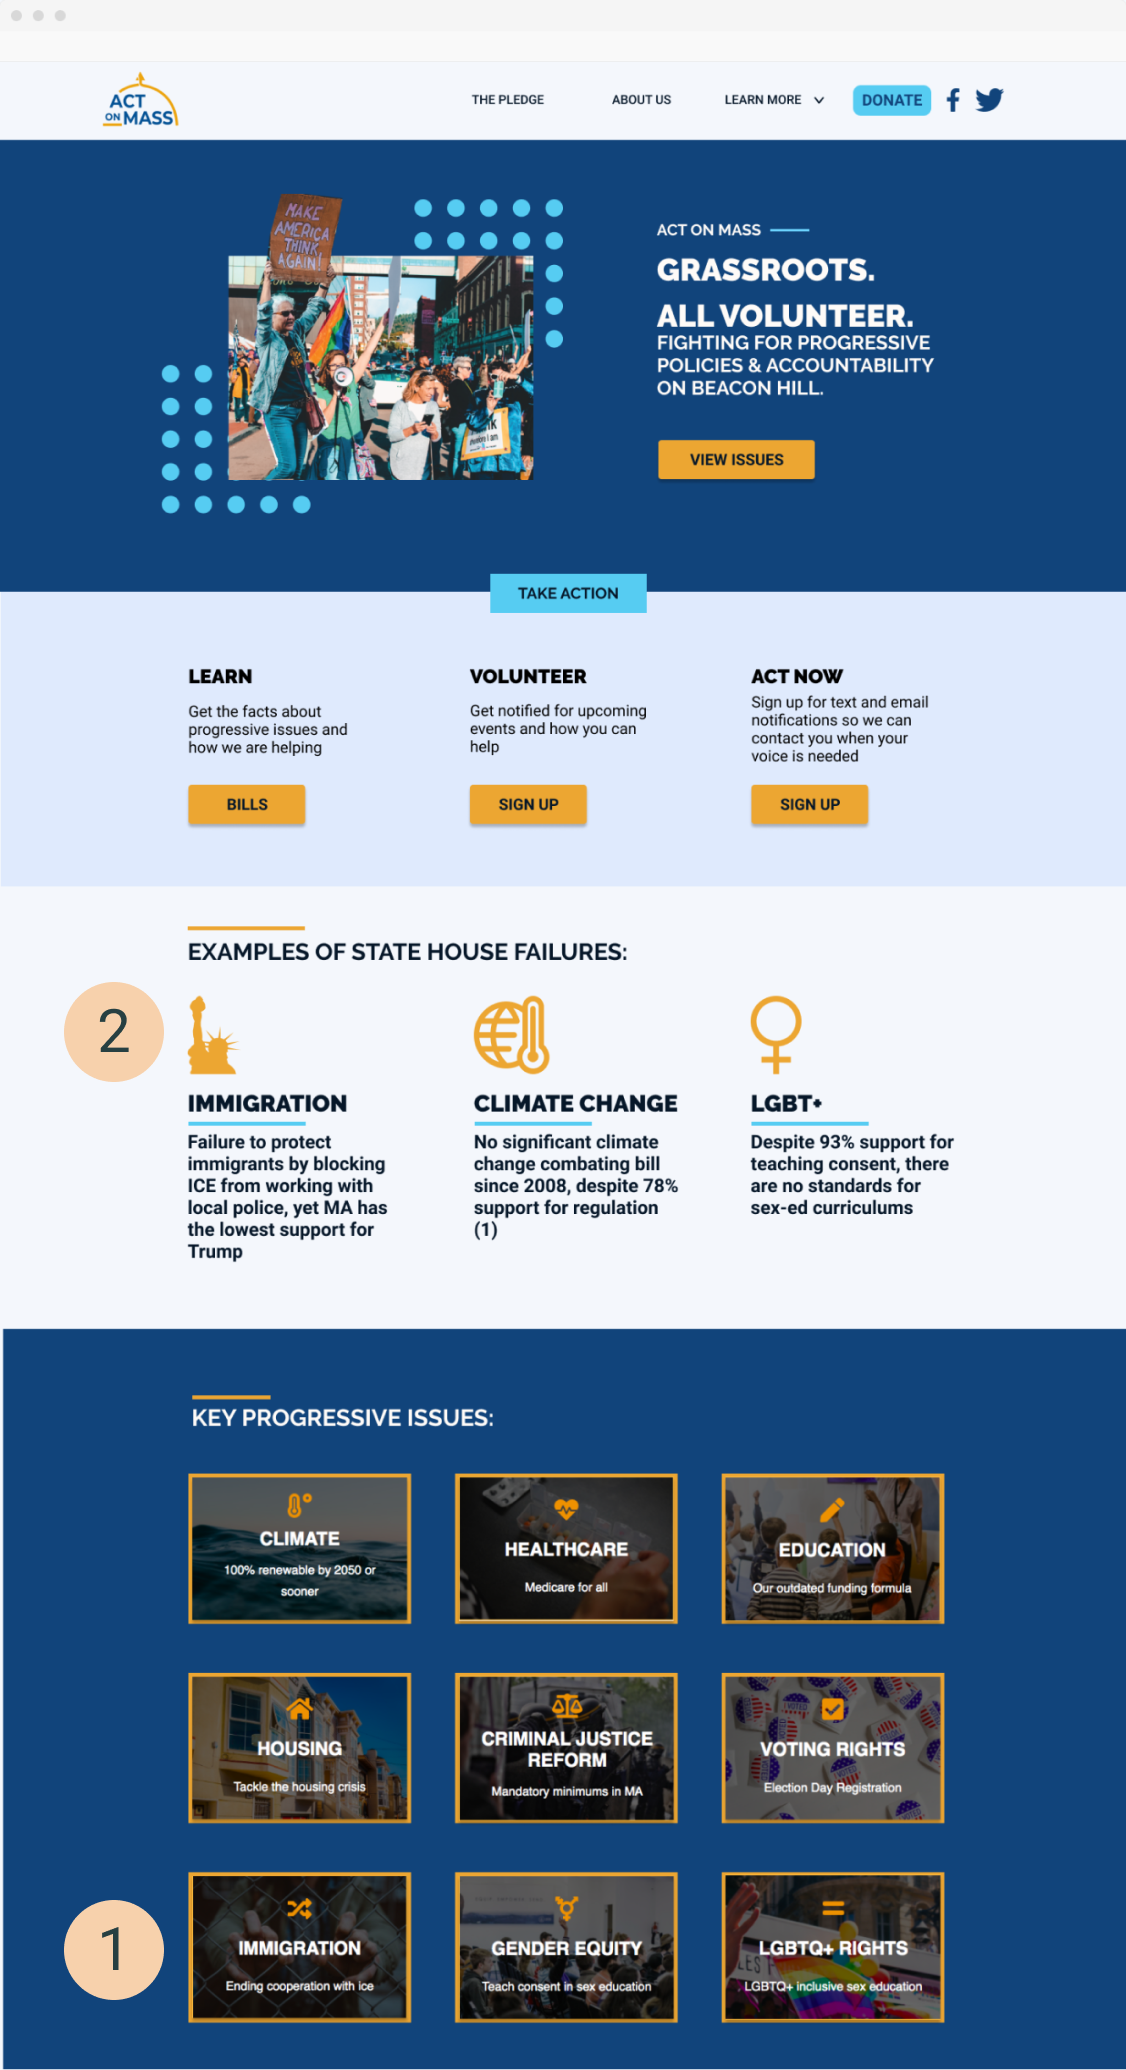 ACT
ON MASS
THE PLEDGE
ABOUT US
LEARN MORE
DONATE
MAKE
AMERICA
THINK
AGAIN!
ACT ON MASS
GRASSROOTS.
ALL VOLUNTEER.
FIGHTING FOR PROGRESSIVE
POLICIES & ACCOUNTABILITY
ON BEACON HILL.
VIEW ISSUES
TAKE ACTION
LEARN
Get the facts about
progressive issues and
how we are helping
BILLS
VOLUNTEER
Get notified for upcoming
events and how you can
help
SIGN UP
ACT NOW
Sign up for text and email
notifications so we can
contact you when your
voice is needed
SIGN UP
EXAMPLES OF STATE HOUSE FAILURES:
2
IMMIGRATION
Failure to protect
immigrants by blocking
ICE from working with
local police, yet MA has
the lowest support for
Trump
CLIMATE CHANGE
No significant climate
change combating bill
since 2008, despite 78%
support for regulation
(1)
LGBT+
Despite 93% support for
teaching consent, there
are no standards for
sex-ed curriculums
KEY PROGRESSIVE ISSUES:
CLIMATE
100% renewable by 2050 or
sooner
HEALTHCARE
Medicare for all
EDUCATION
Our outdated funding formula
HOUSING
Tackle the housing crisis
CRIMINAL JUSTICE
REFORM
Mandatory minimums in MA
VOTING RIGHTS
Election Day Registration
1
IMMIGRATION
Ending cooperation with ice
GENDER EQUITY
Teach consent in sex education
LGBTQ+ RIGHTS
LGBTQ+ inclusive sex education